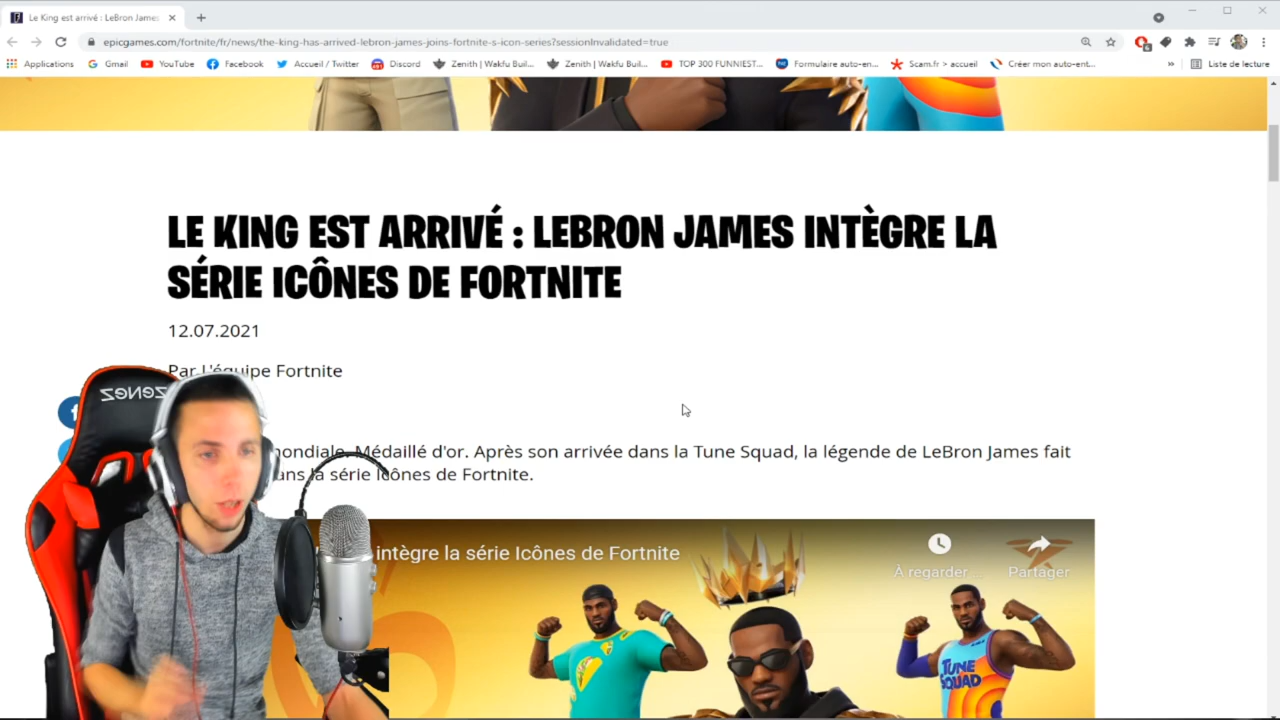 Le King est arrivé : LeBron James
epicgames.com/fortnite/fr/news/the-king-has-arrived-lebron-james-joins-fortnite-s-icon-series?sessionInvalidated=true
Applications
Gmail
YouTube
Facebook
Accueil / Twitter
Discord
Zenith | Wakfu Buil...
Zenith | Wakfu Buil...
TOP 300 FUNNIEST...
Formulaire auto-en...
Scam.fr > accueil
Créer mon auto-ent...
»
Liste de lecture
LE KING EST ARRIVÉ : LEBRON JAMES INTÈGRE LA
SÉRIE ICÔNES DE FORTNITE
12.07.2021
Par L'équipe Fortnite
ZENEZ
mondiale. Médaillé d'or. Après son arrivée dans la Tune Squad, la légende de LeBron James fait
dans la série Icônes de Fortnite.
intègre la série Icônes de Fortnite
À regarder ...
Partager
TUNE
SQUAD